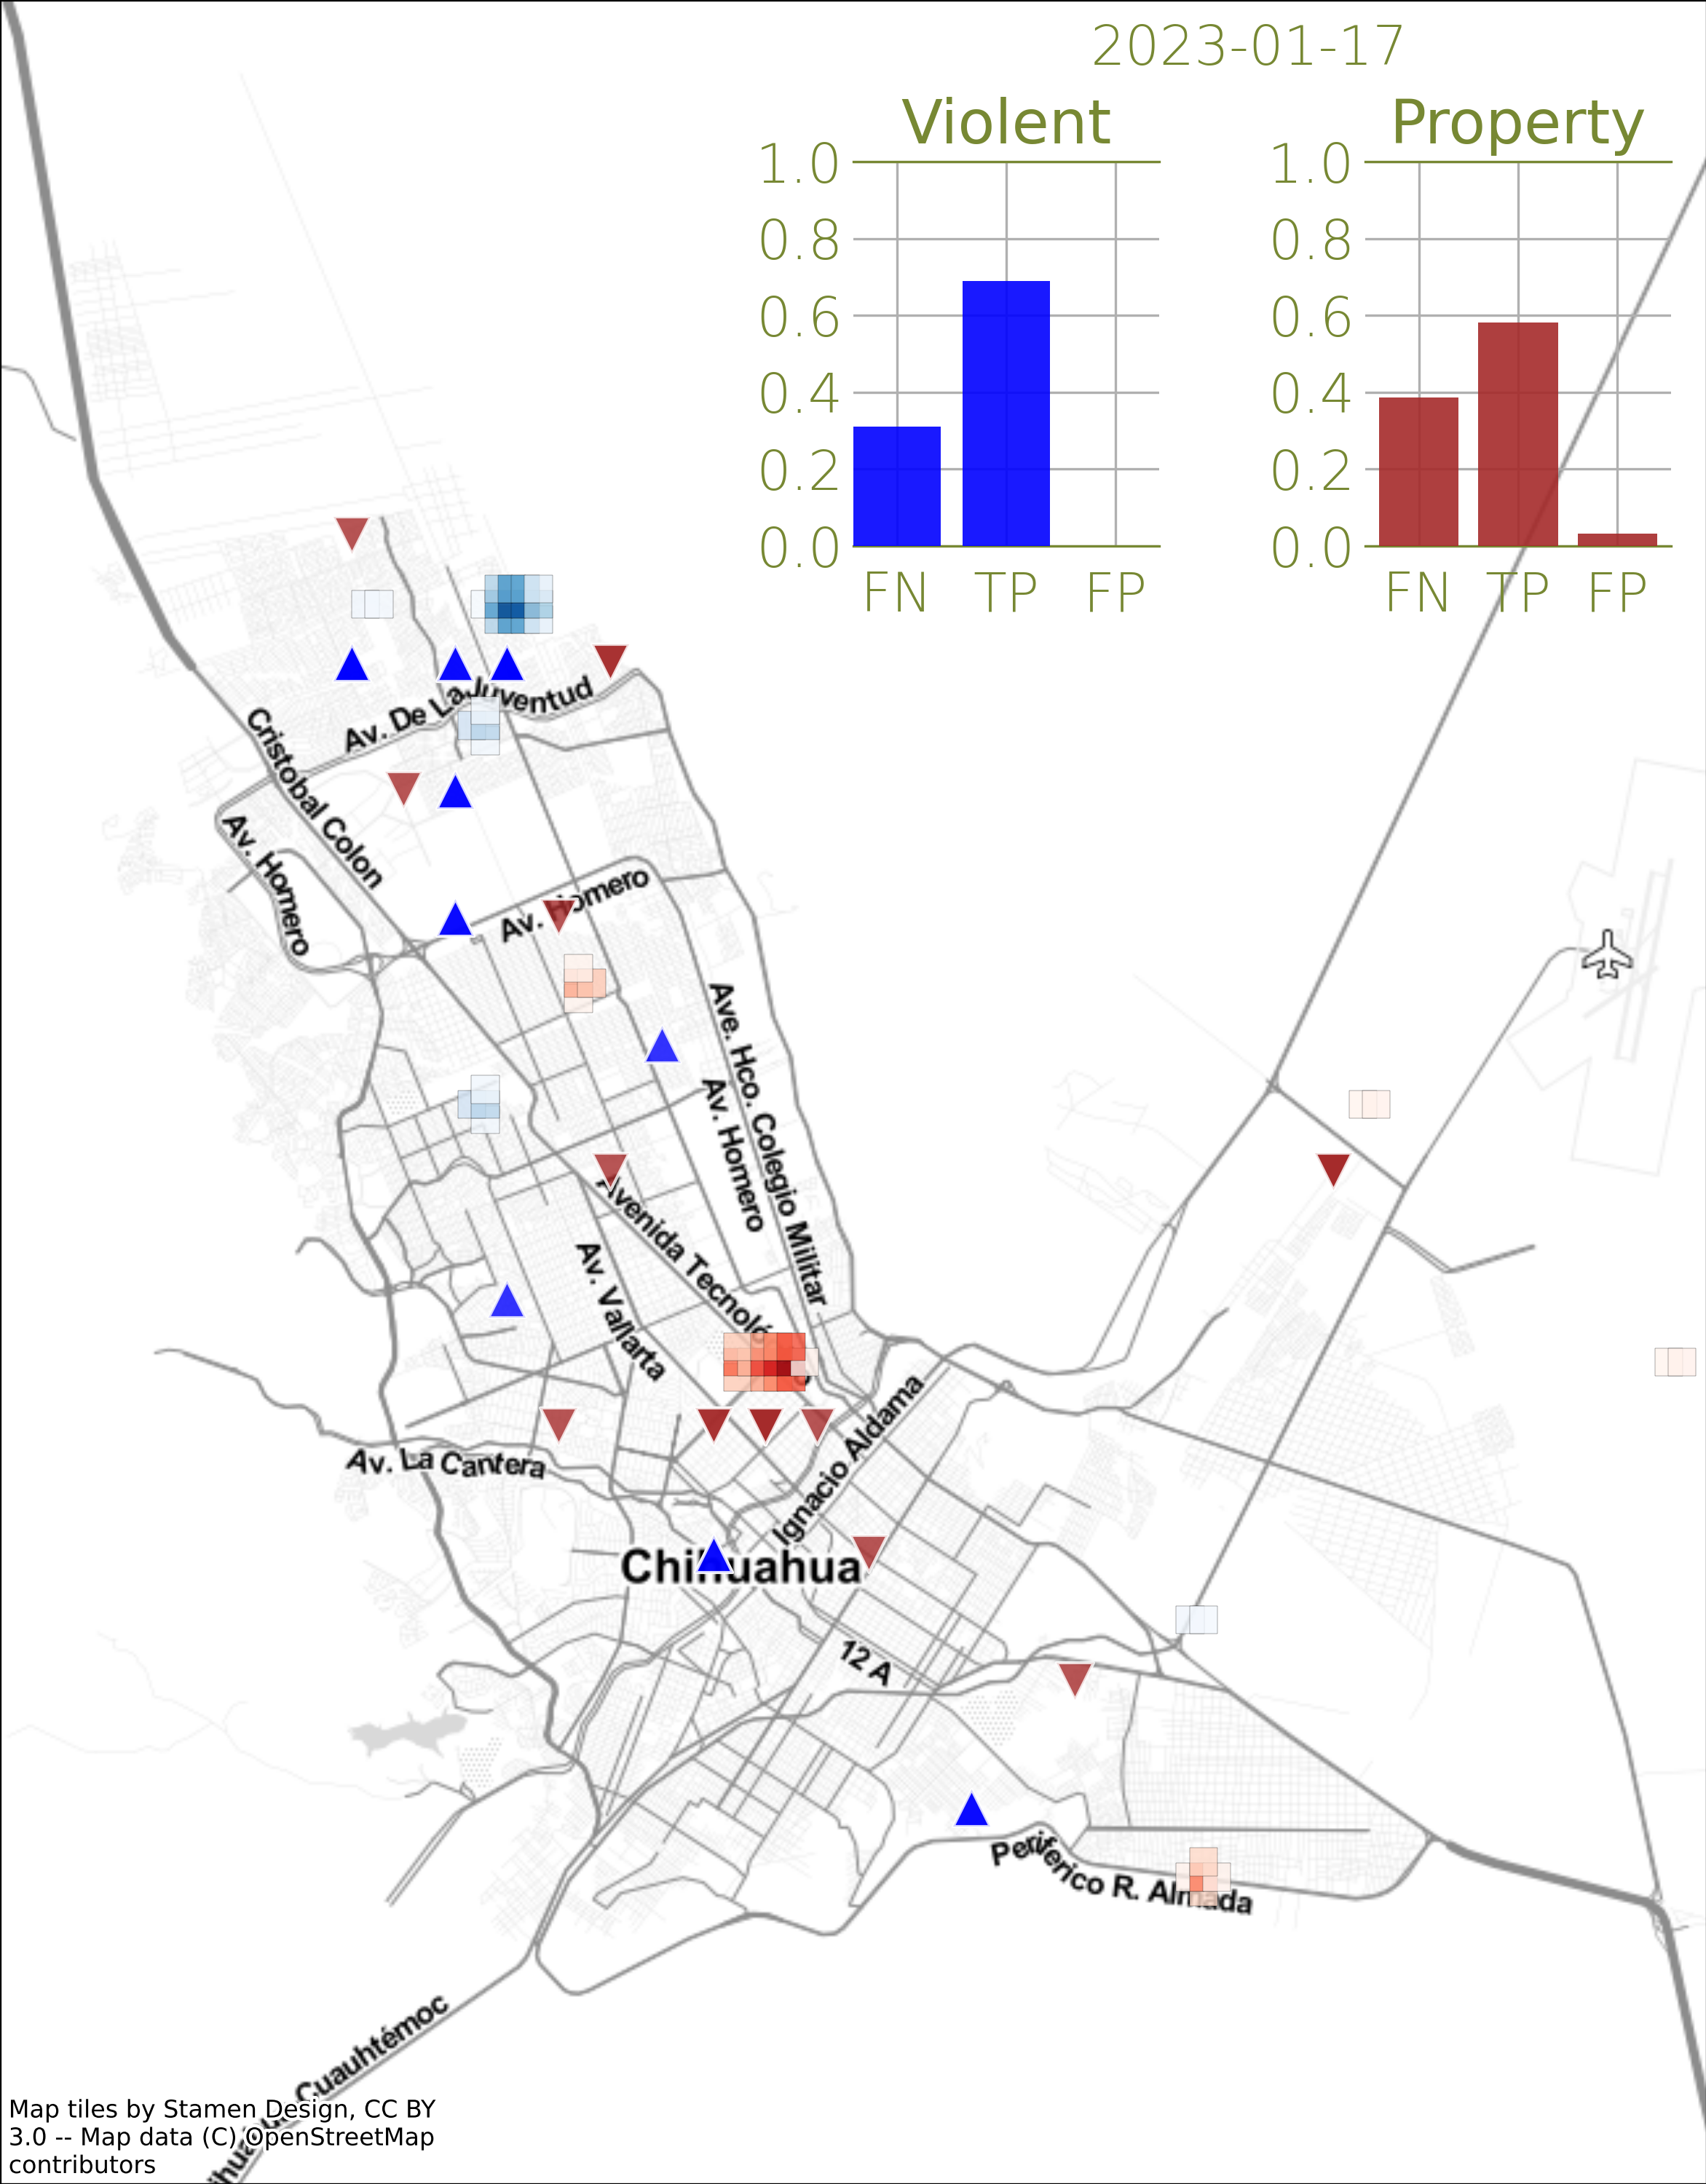 2023-01-17
Violent
1.0
0.8
0.6
0.4
0.2
0.0
FN TP FP
Property
1.0
0.8
0.6
0.4
0.2
0.0
FN TP FP
Av. De La Juventud
Cristobal Colon
Av. Homero
Av. Homero
Ave. Hco. Colegio Militar
Av. Homero
Avenida
Av. Vallarta
Av. La Cantera
Ignacio Aldama
Chihuahua
12 A
Periferico R. Almada
Cuauhtémoc
Map tiles by Stamen Design, CC BY
3.0 -- Map data (C) OpenStreetMap
contributors